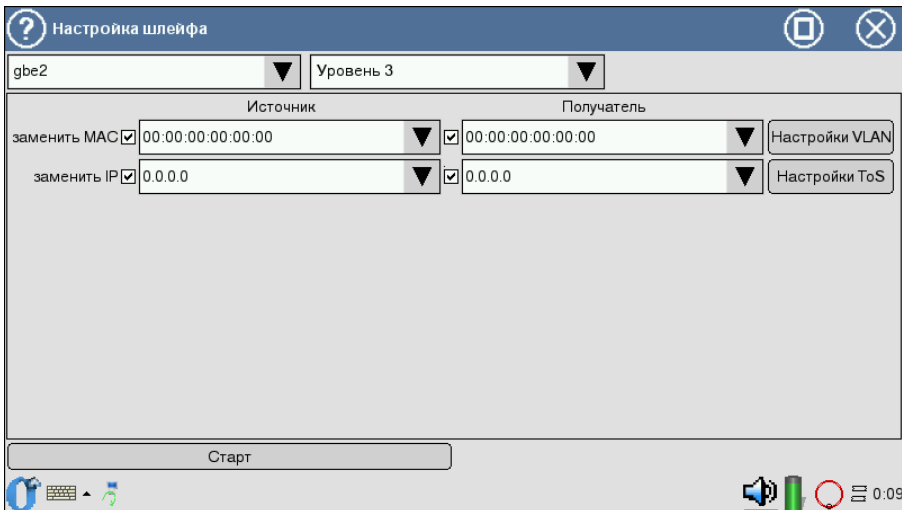 Настройка шлейфа
gbe2 Уровень 3
Источник Получатель
заменить MAC 00:00:00:00:00:00 00:00:00:00:00:00 Настройки VLAN
заменить IP 0.0.0.0 0.0.0.0 Настройки ToS
Старт
0:09